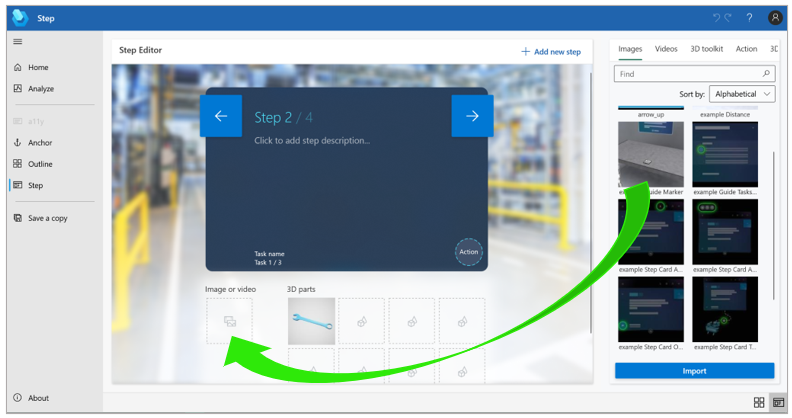 Step
?
Home
Analyze
a11y
Anchor
Outline
Step
Save a copy
About
Step Editor
+ Add new step
Step 2 / 4
Click to add step description...
Task name
Task 1 / 3
Action
Image or video
3D parts
Images
Videos
3D toolkit
Action
3D
Find
Sort by:
Alphabetical
arrow_up
example Distance
example Guide Marker
example Guide Tasks...
example Step Card A...
example Step Card A...
example Step Card O...
example Step Card T...
Import